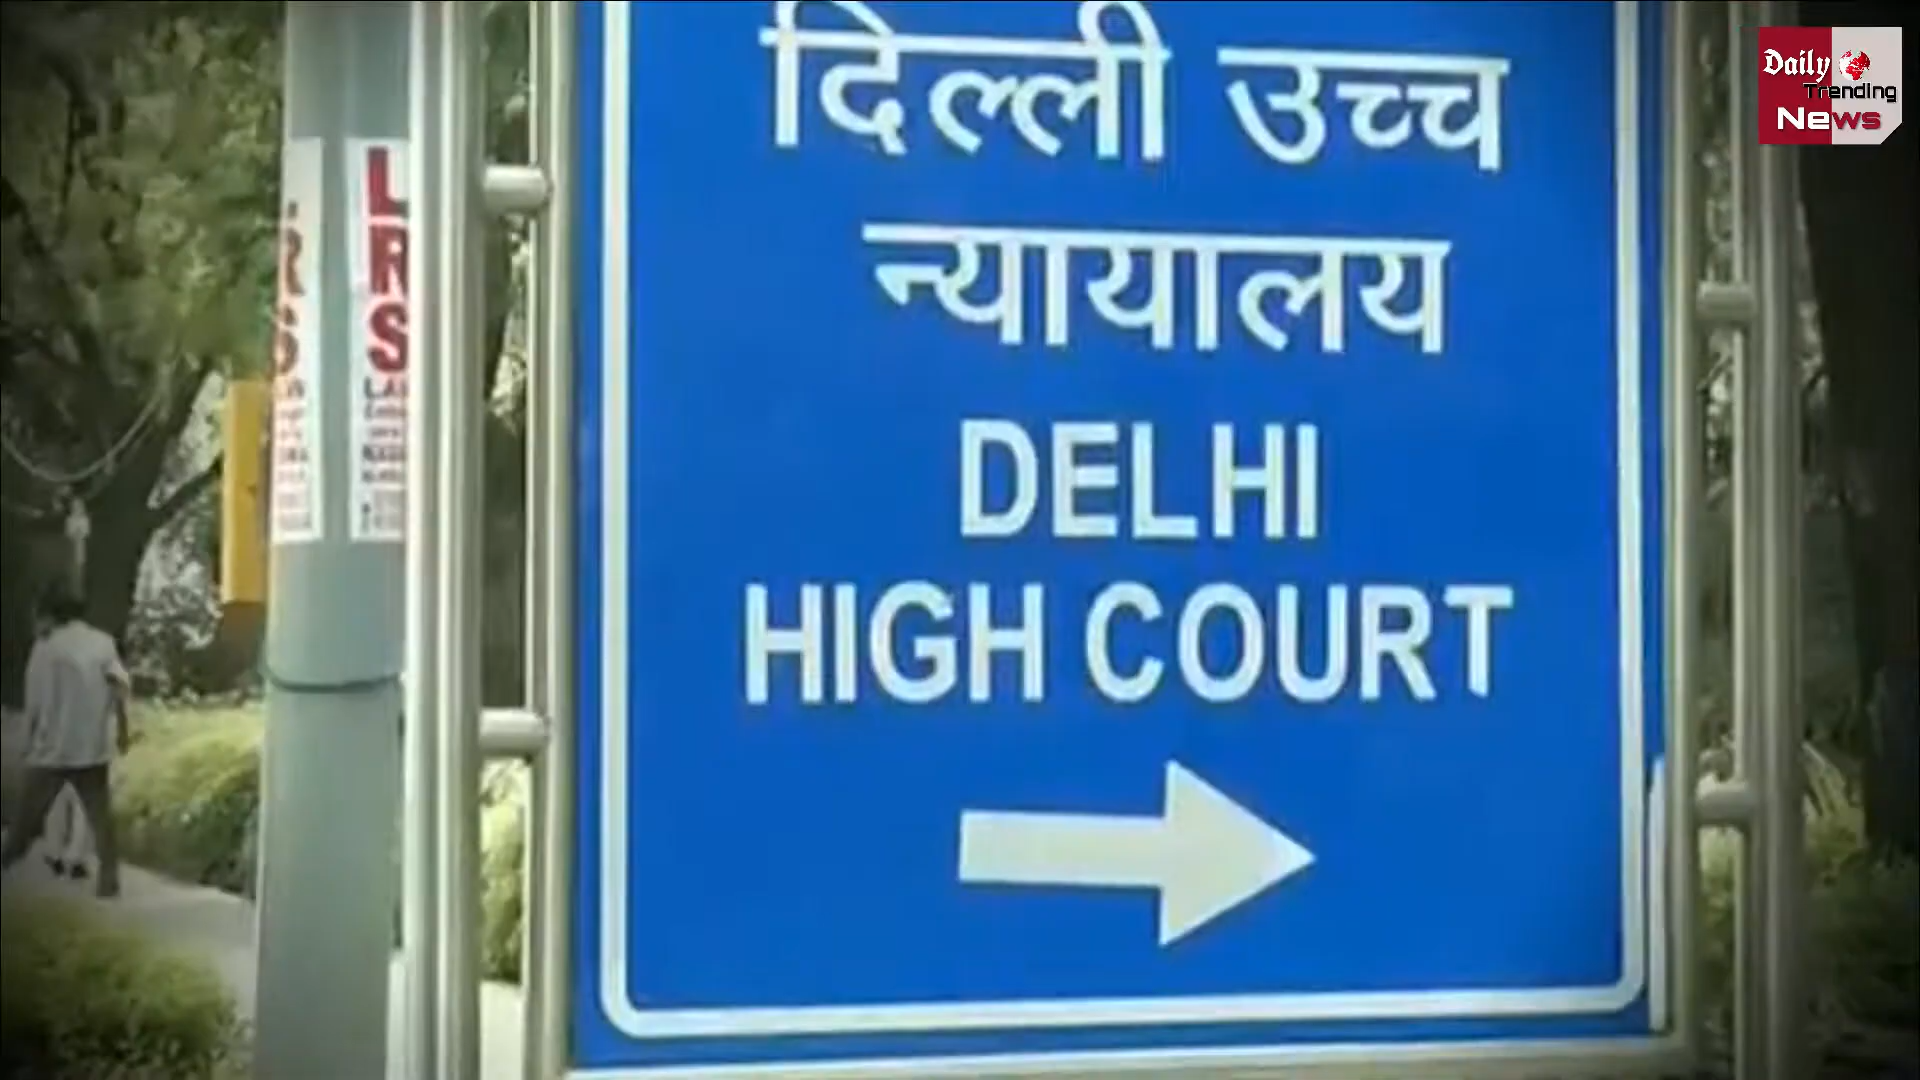 दिल्ली उच्च
न्यायालय
DELHI
HIGH COURT
L
R
S
Daily
Trending
News